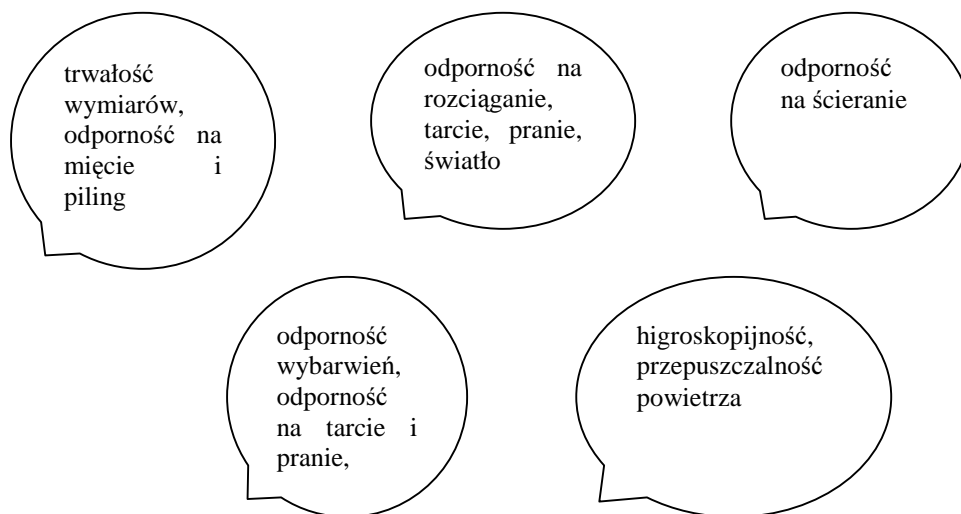 trwałość
wymiarów,
odporność na
mięcie i
piling
odporność na
rozciąganie,
tarcie, pranie,
światło
odporność
na ścieranie
odporność
wybarwień,
odporność
na tarcie i
pranie,
higroskopijność,
przepuszczalność
powietrza